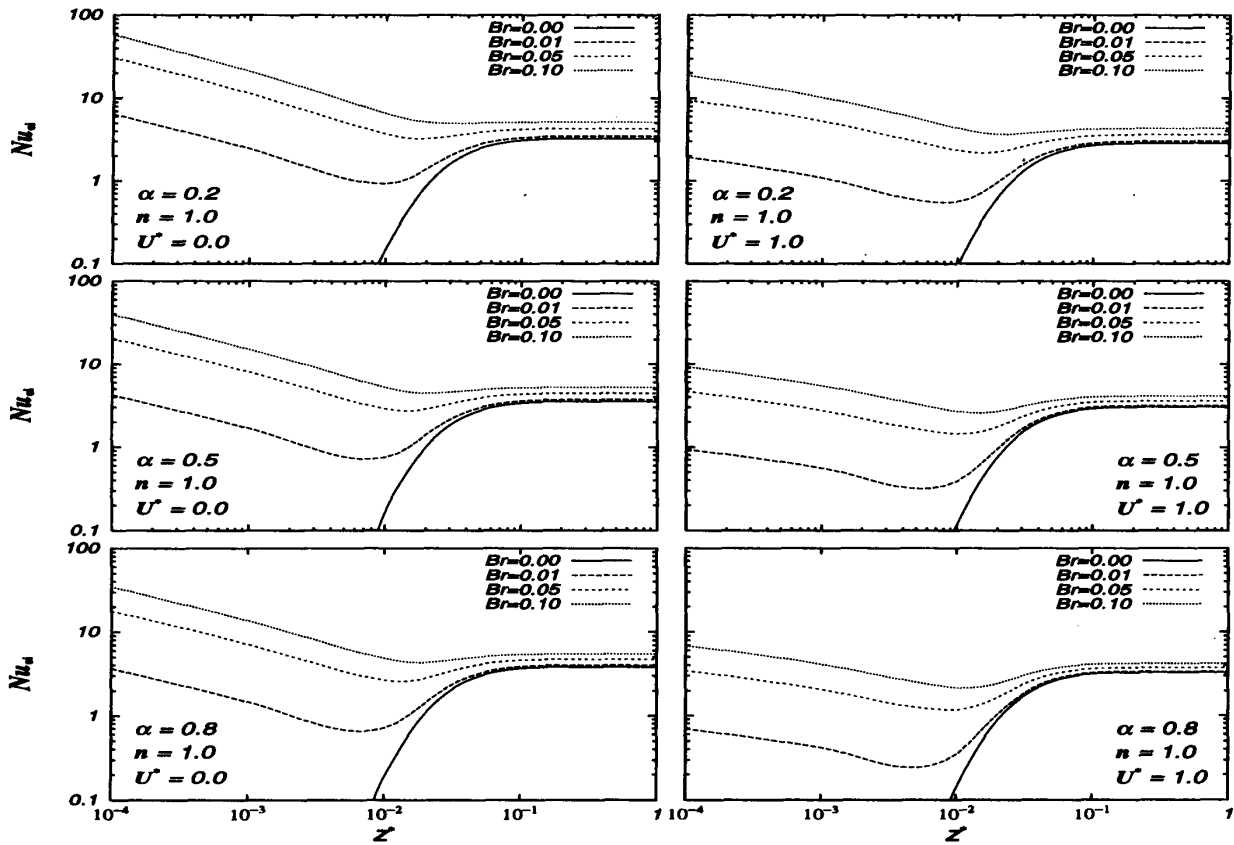 100
10
1
0.1
Nu_ii
Br=0.00
Br=0.01
Br=0.05
Br=0.10
α = 0.2
n = 1.0
U* = 0.0
Br=0.00
Br=0.01
Br=0.05
Br=0.10
α = 0.2
n = 1.0
U* = 1.0
100
10
1
0.1
Nu_ii
Br=0.00
Br=0.01
Br=0.05
Br=0.10
α = 0.5
n = 1.0
U* = 0.0
Br=0.00
Br=0.01
Br=0.05
Br=0.10
α = 0.5
n = 1.0
U* = 1.0
100
10
1
0.1
Nu_ii
Br=0.00
Br=0.01
Br=0.05
Br=0.10
α = 0.8
n = 1.0
U* = 0.0
Br=0.00
Br=0.01
Br=0.05
Br=0.10
α = 0.8
n = 1.0
U* = 1.0
10⁻⁴ 10⁻³ 10⁻² 10⁻¹ 1
10⁻⁴ 10⁻³ 10⁻² 10⁻¹ 1
Z*
Z*